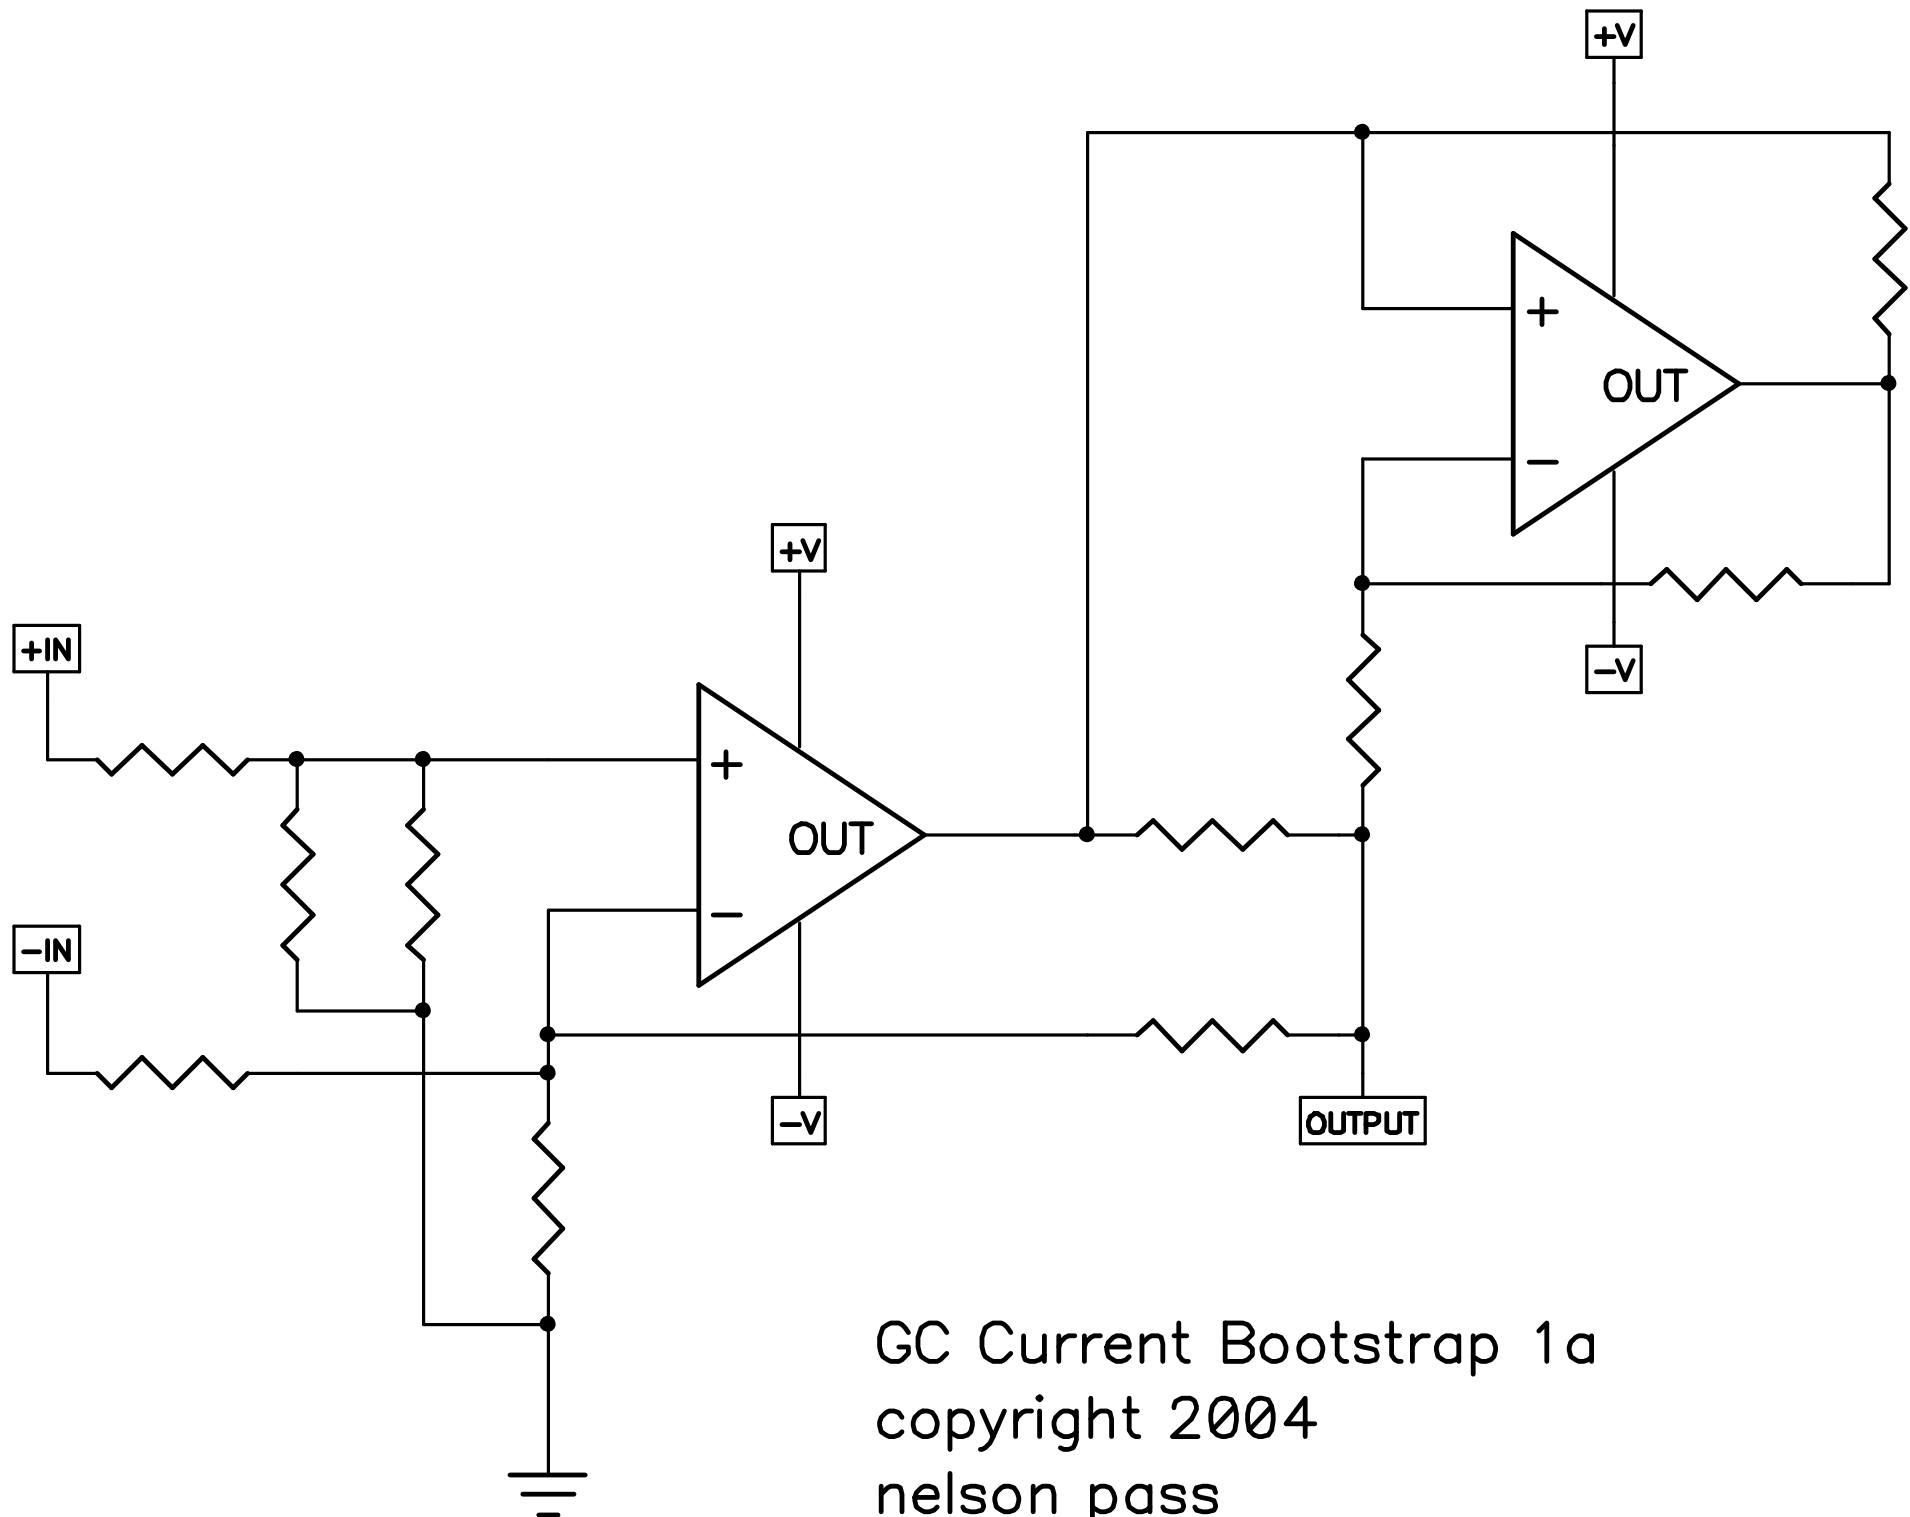 +V
+
OUT
−
+V
−V
+IN
+
OUT
−
−IN
−V
OUTPUT
GC Current Bootstrap 1a
copyright 2004
nelson pass